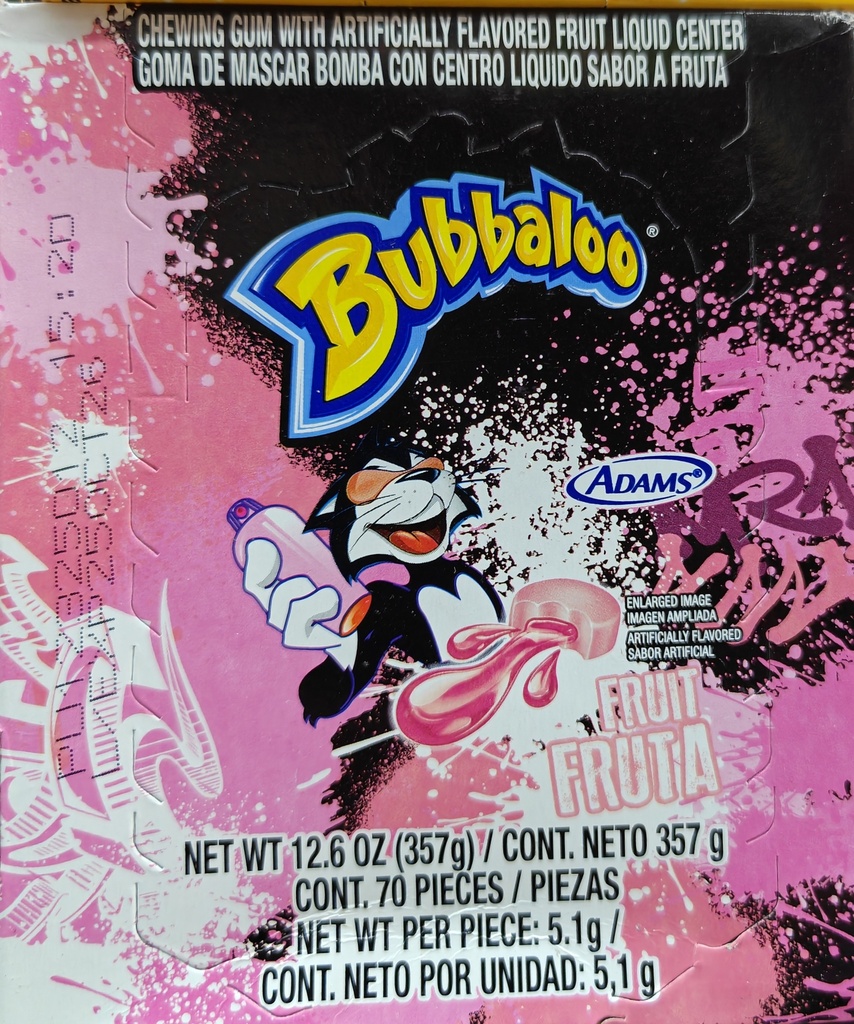 CHEWING GUM WITH ARTIFICIALLY FLAVORED FRUIT LIQUID CENTER
GOMA DE MASCAR BOMBA CON CENTRO LIQUIDO SABOR A FRUTA
Bubbaloo®
ADAMS®
ENLARGED IMAGE
IMAGEN AMPLIADA
ARTIFICIALLY FLAVORED
SABOR ARTIFICIAL
FRUIT
FRUTA
NET WT 12.6 OZ (357g) / CONT. NETO 357 g
CONT. 70 PIECES / PIEZAS
NET WT PER PIECE: 5.1g /
CONT. NETO POR UNIDAD: 5,1 g
15:20